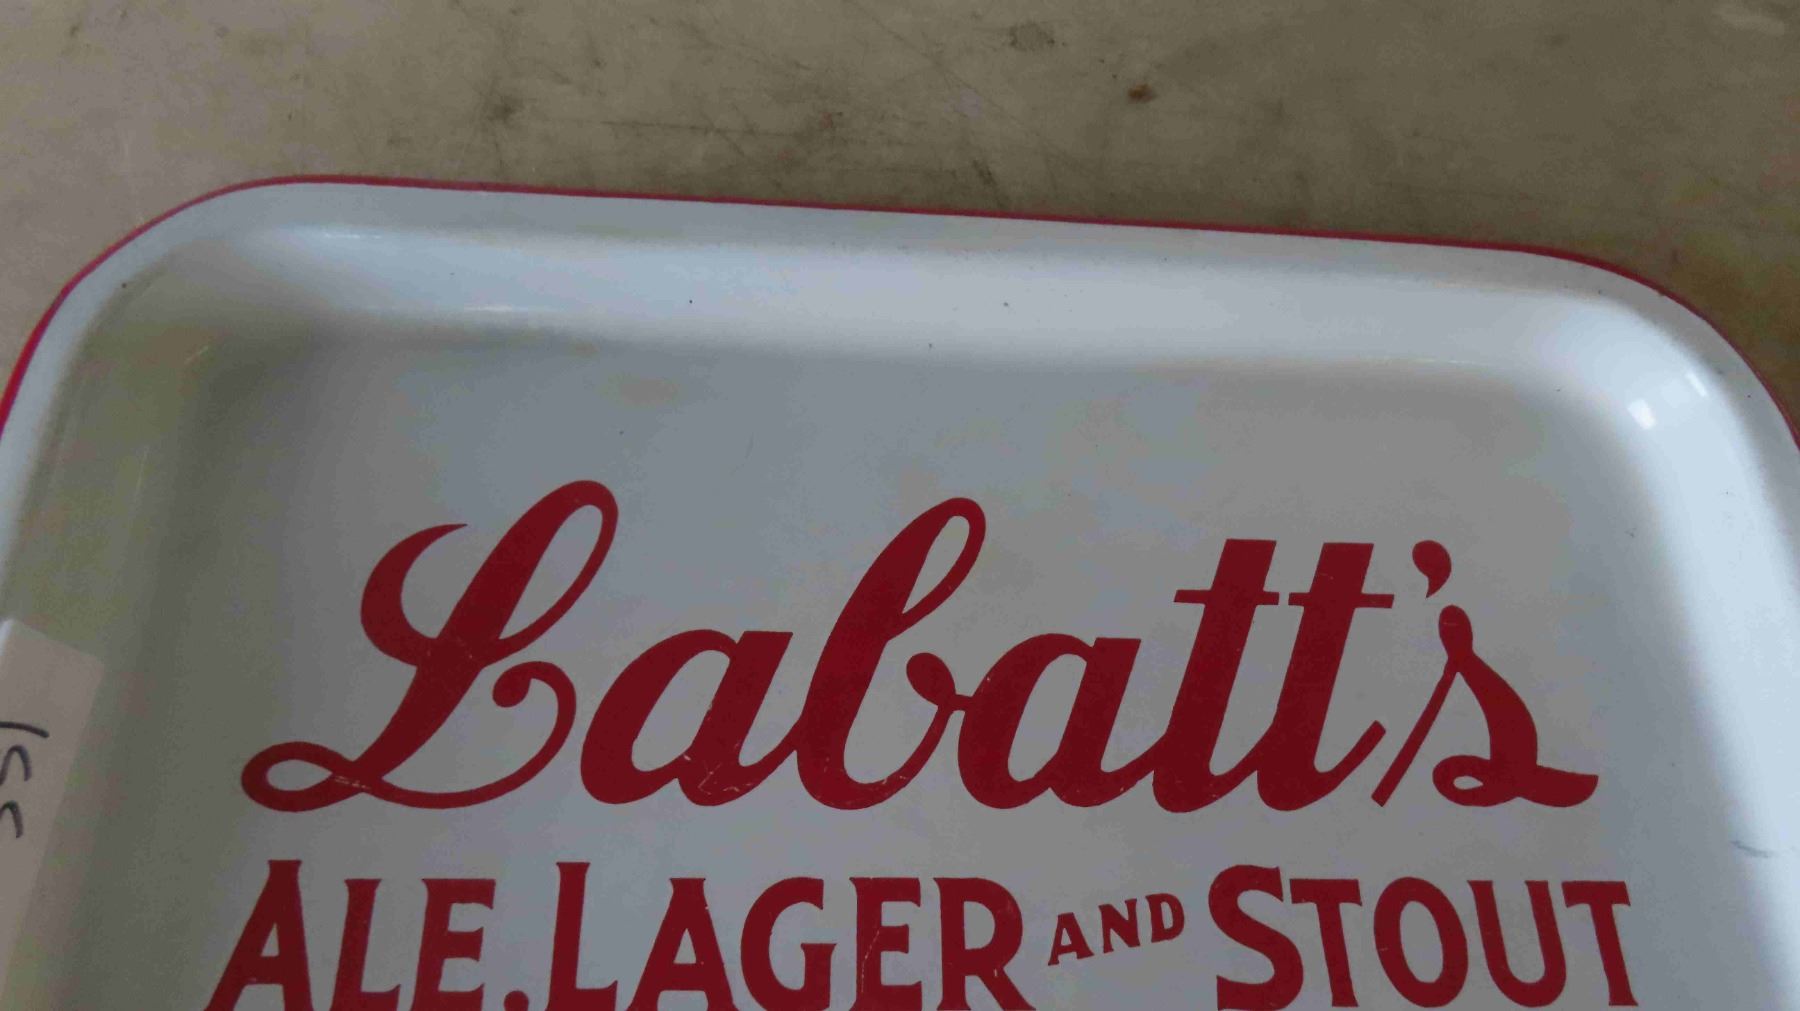 Labatt's
ALE, LAGER AND STOUT